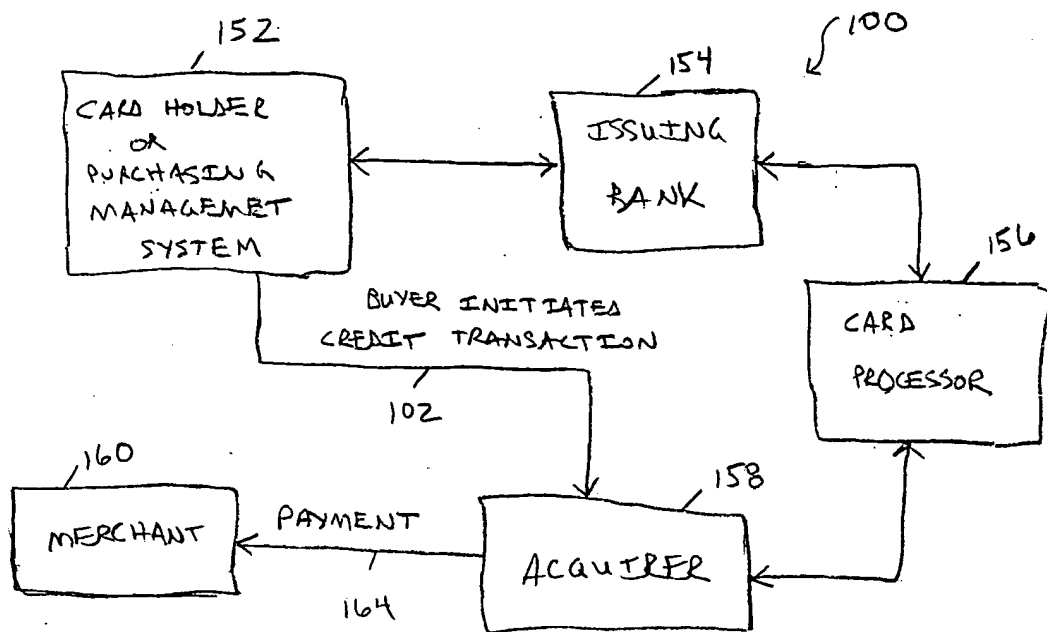 152
100
154
CARD HOLDER
OR
PURCHASING
MANAGEMET
SYSTEM
ISSUING
BANK
156
BUYER INITIATED
CREDIT TRANSACTION
CARD
PROCESSOR
102
160
158
MERCHANT
PAYMENT
ACQUIRER
164